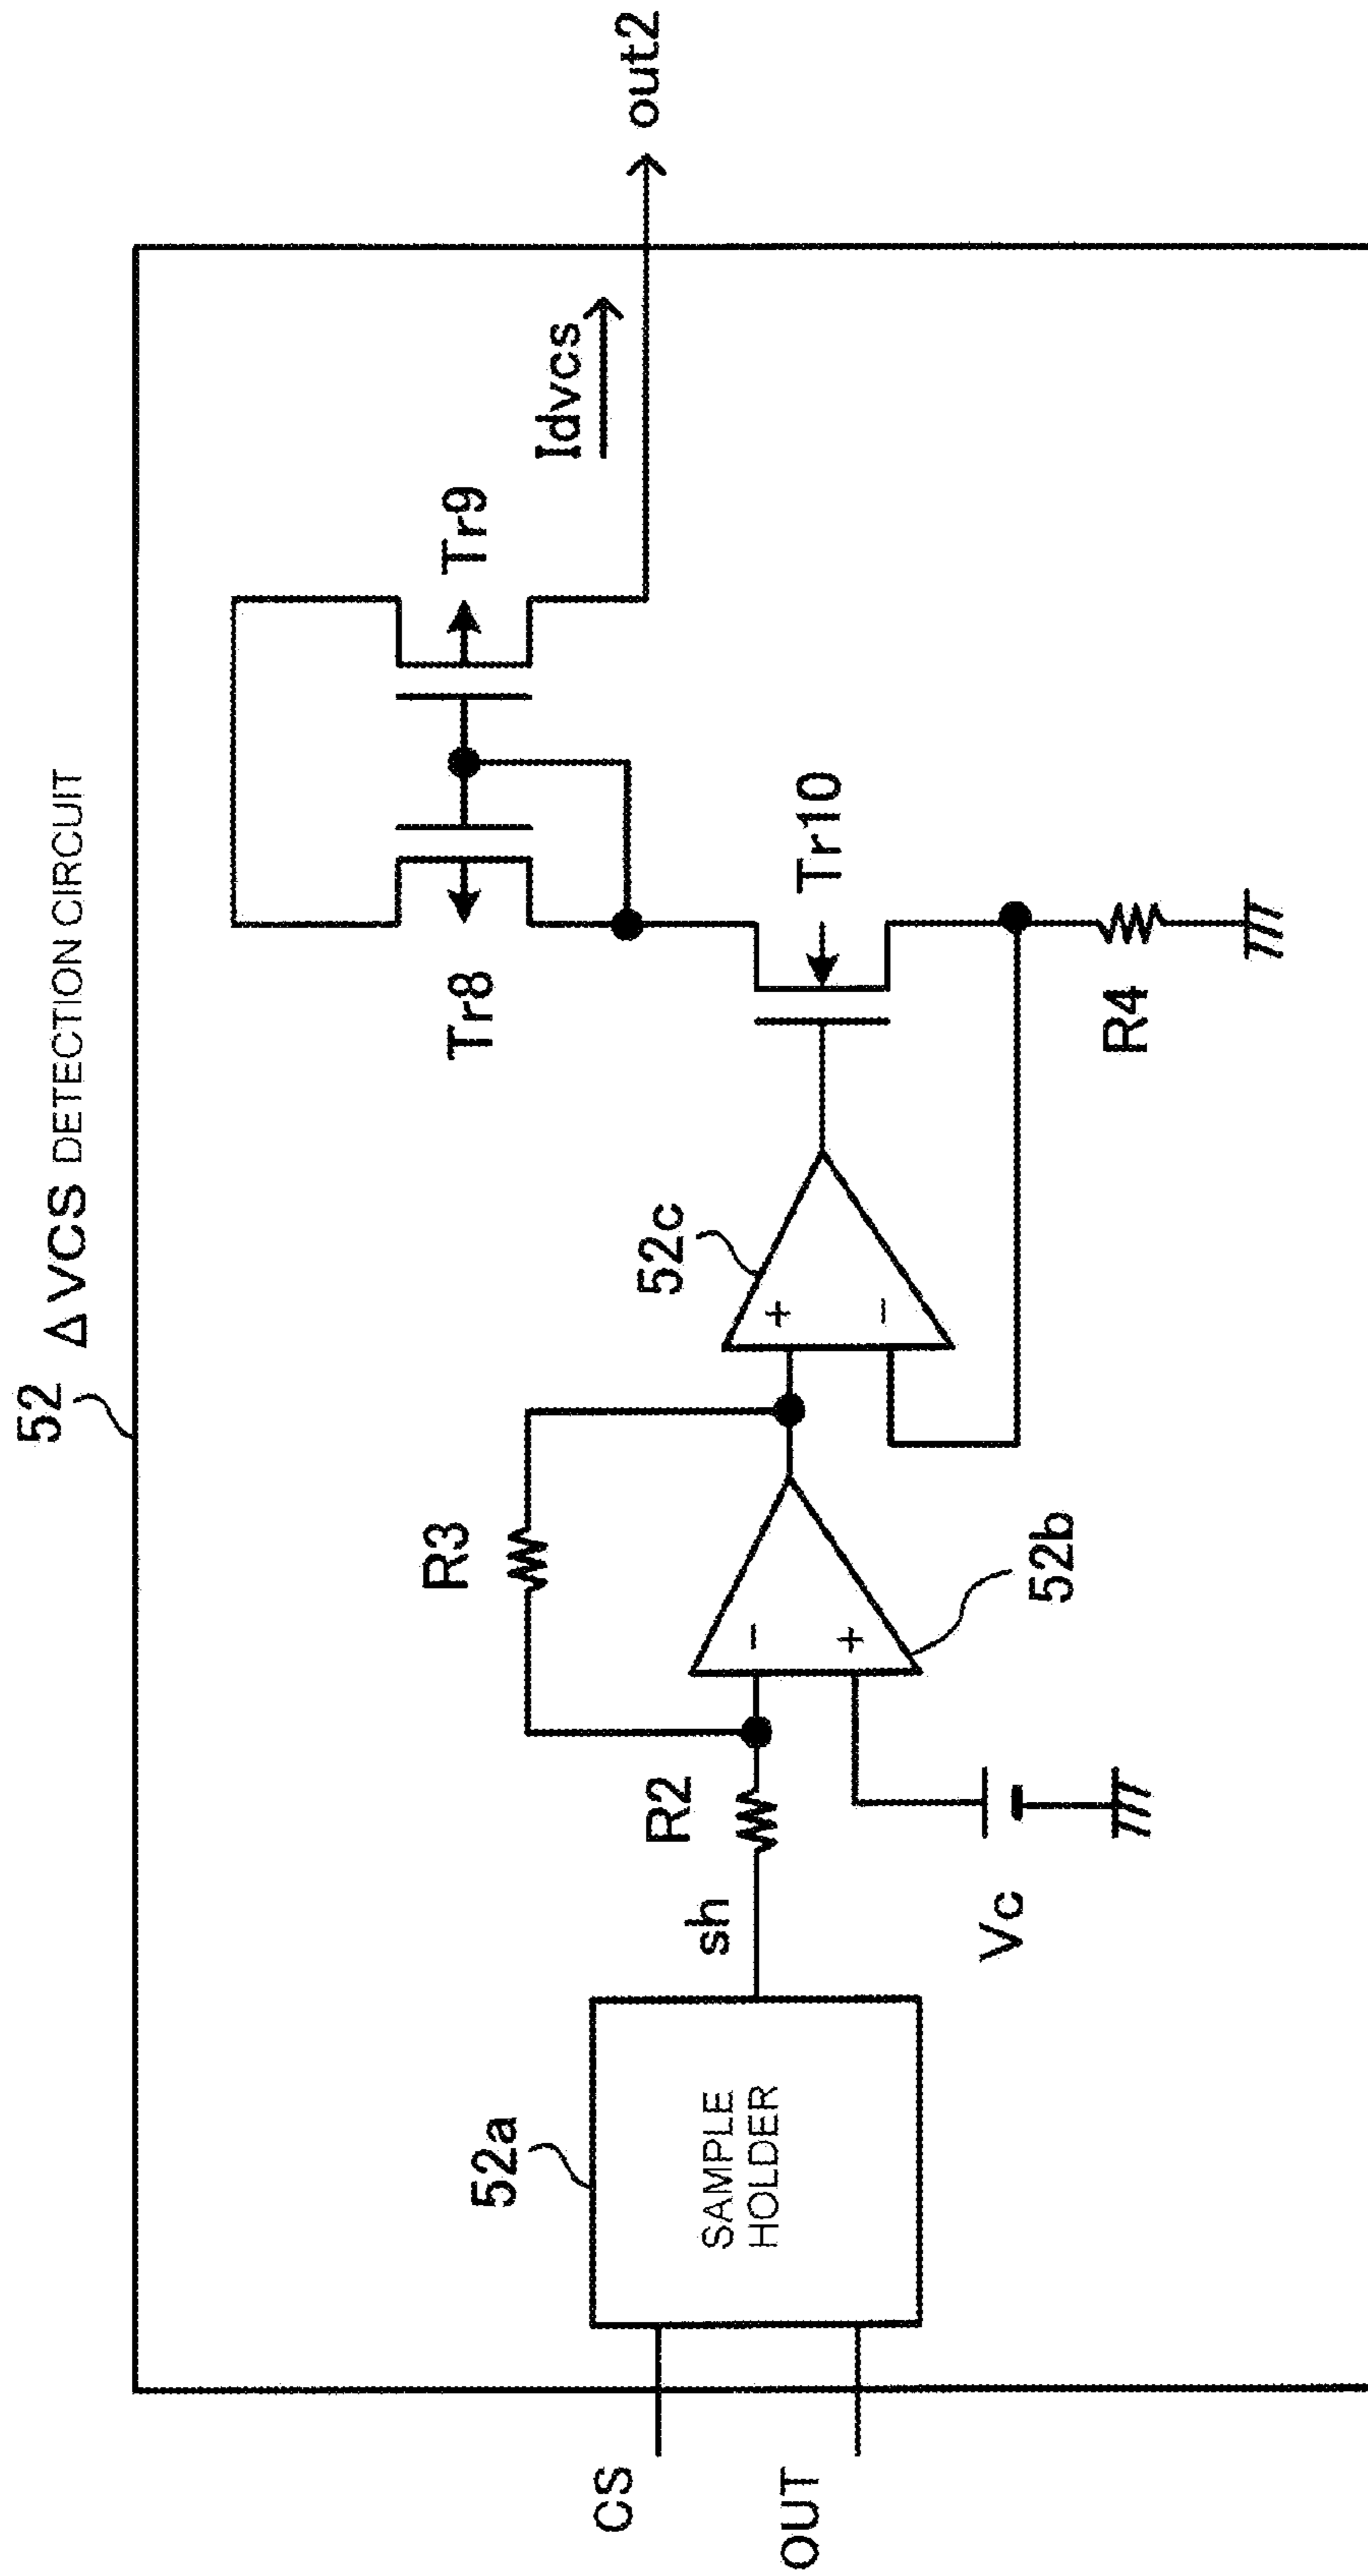 52 Δ VCS DETECTION CIRCUIT
Tr8
Tr9
Idvcs
out2
R3
52c
Tr10
52a
SAMPLE
HOLDER
sh
R2
-
+
+
-
CS
OUT
Vc
52b
R4